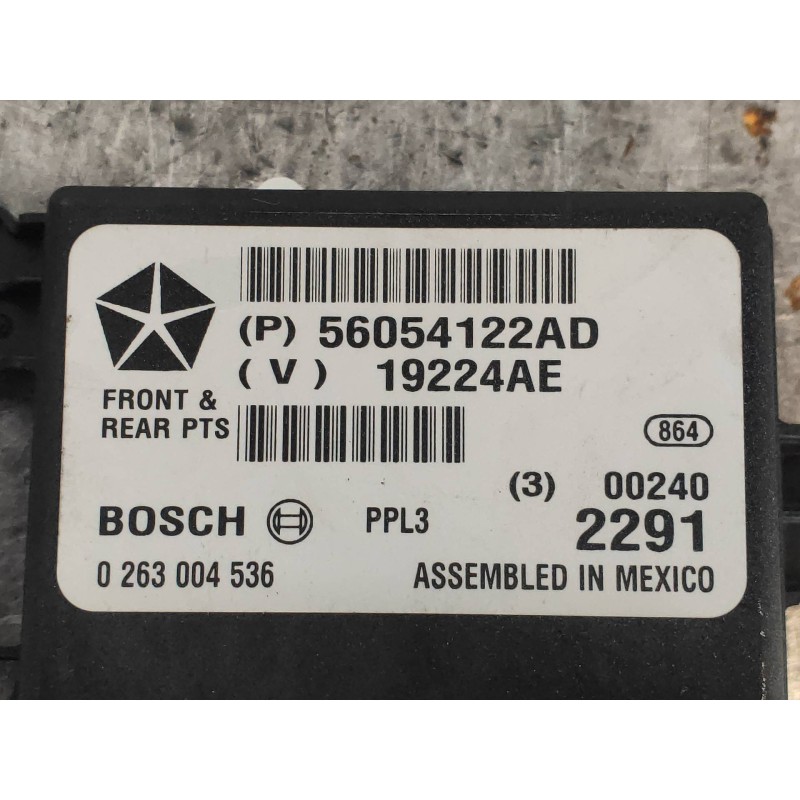 (P) 56054122AD
(V) 19224AE
FRONT &
REAR PTS
864
(3) 00240
BOSCH PPL3 2291
0 263 004 536 ASSEMBLED IN MEXICO